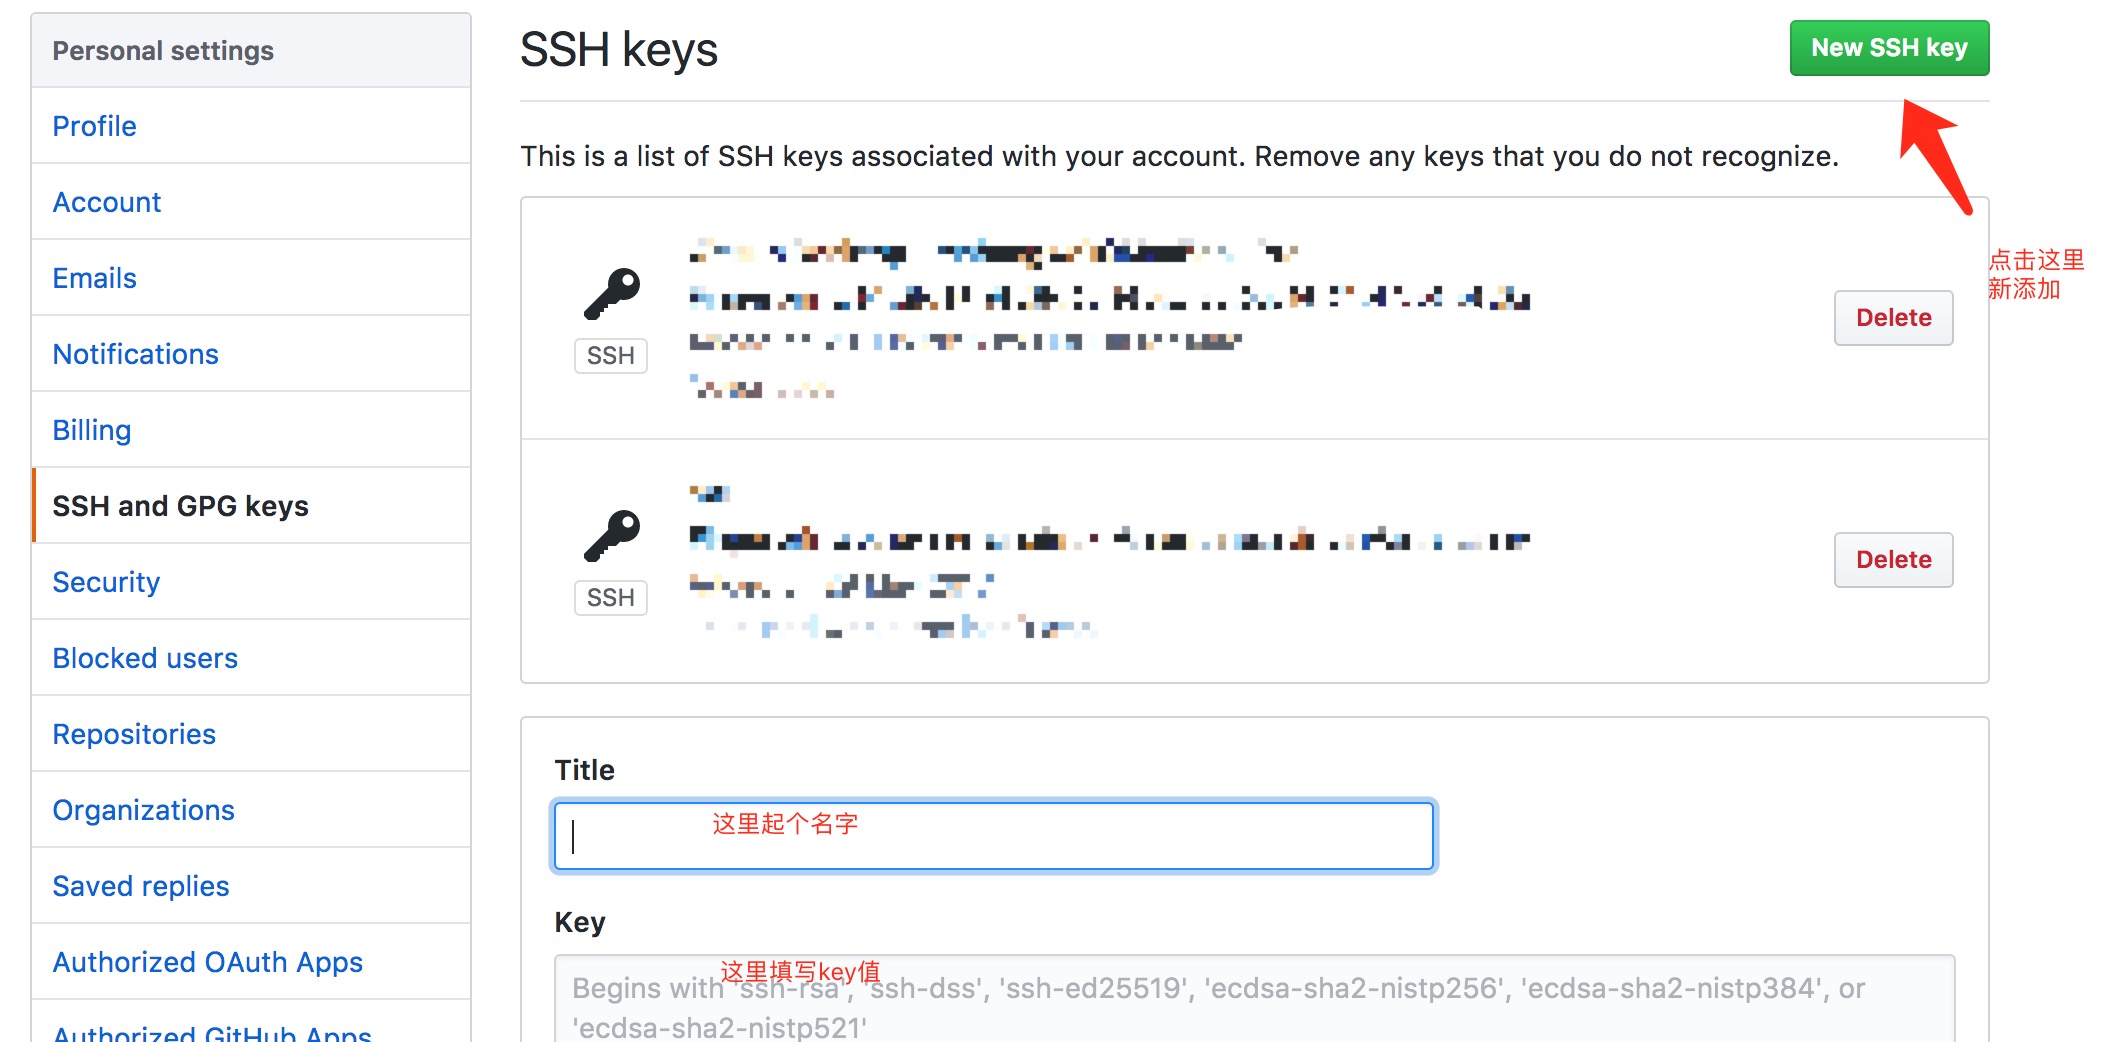 Personal settings
Profile
Account
Emails
Notifications
Billing
SSH and GPG keys
Security
Blocked users
Repositories
Organizations
Saved replies
Authorized OAuth Apps
Authorized GitHub Apps
SSH keys
New SSH key
This is a list of SSH keys associated with your account. Remove any keys that you do not recognize.
点击这里
新添加
SSH
Delete
SSH
Delete
Title
这里起个名字
Key
这里填写key值
Begins with 'ssh-rsa', 'ssh-dss', 'ssh-ed25519', 'ecdsa-sha2-nistp256', 'ecdsa-sha2-nistp384', or
'ecdsa-sha2-nistp521'